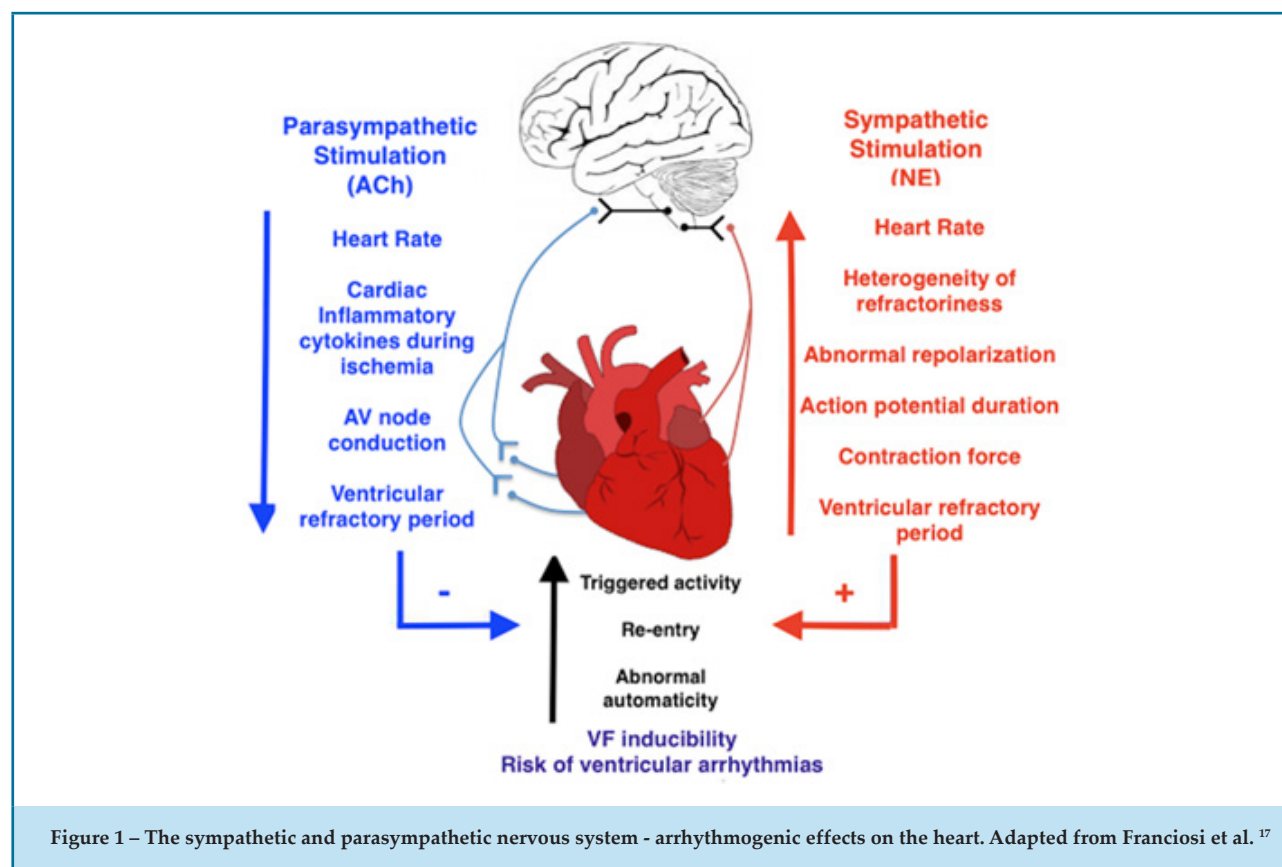 Parasympathetic
Stimulation
(ACh)
Heart Rate
Cardiac
Inflammatory
cytokines during
ischemia
AV node
conduction
Ventricular
refractory period
-
Sympathetic
Stimulation
(NE)
Heart Rate
Heterogeneity of
refractoriness
Abnormal repolarization
Action potential duration
Contraction force
Ventricular refractory
period
+
Triggered activity
Re-entry
Abnormal
automaticity
VF inducibility
Risk of ventricular arrhythmias
Figure 1 – The sympathetic and parasympathetic nervous system - arrhythmogenic effects on the heart. Adapted from Franciosi et al. 17